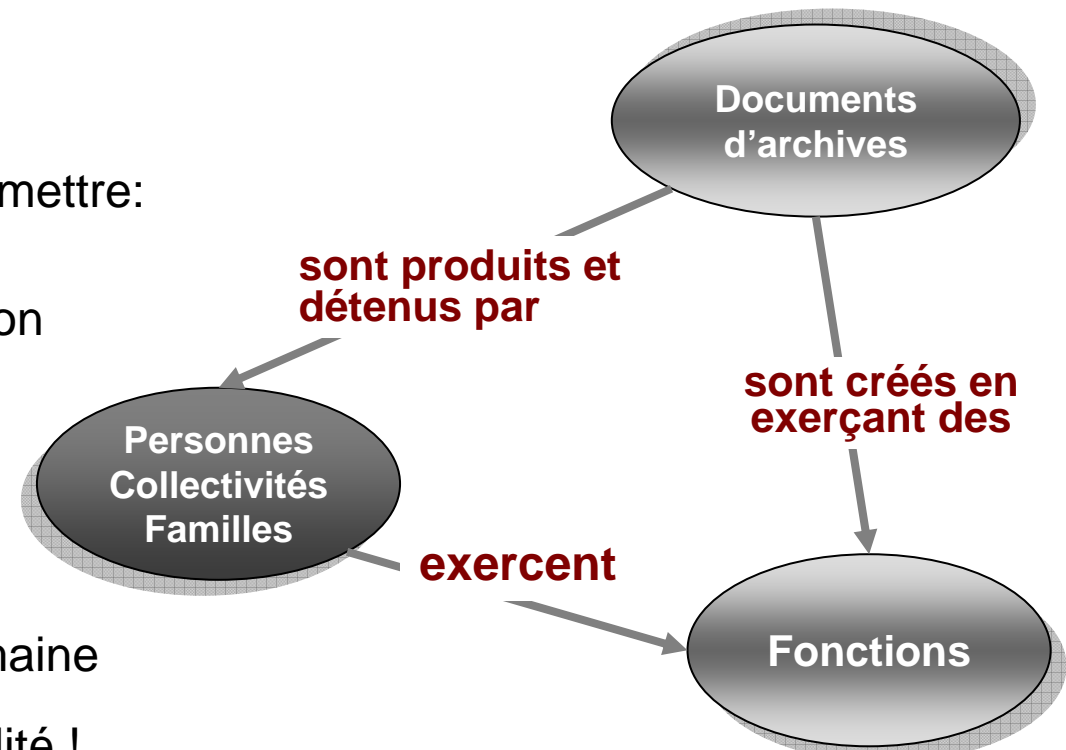 Documents
d’archives
mettre:
sont produits et
détenus par
on
sont créés en
exerçant des
Personnes
Collectivités
Familles
exercent
Fonctions
naine
lité !